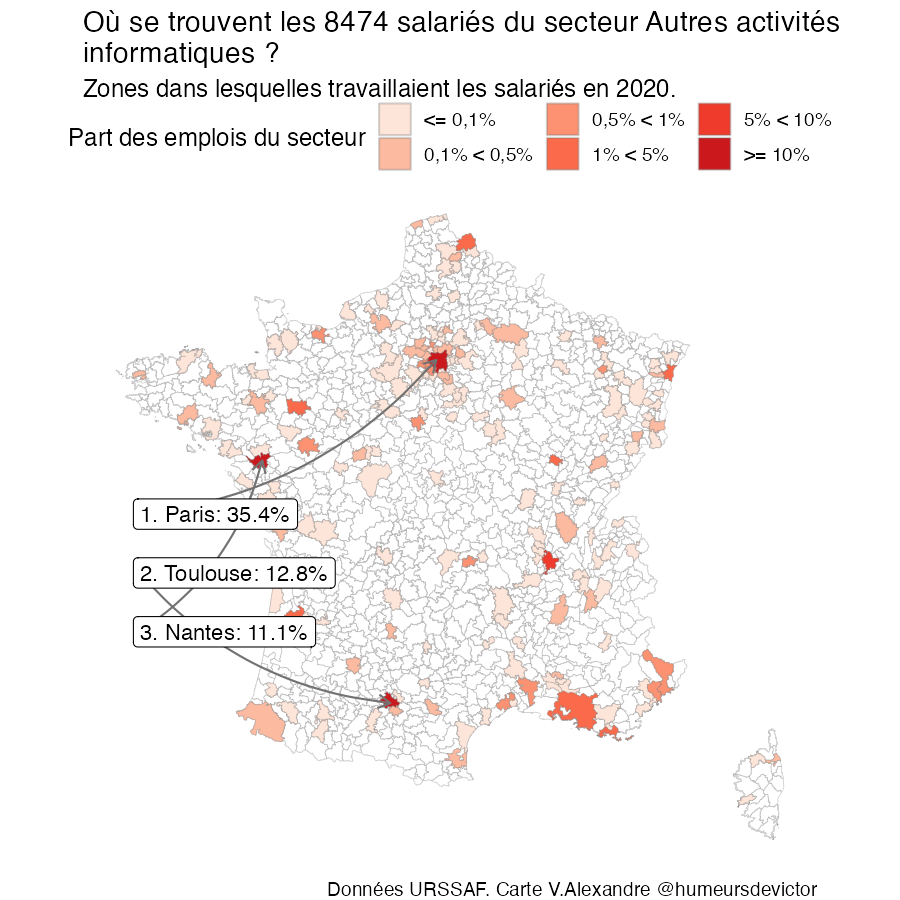 Où se trouvent les 8474 salariés du secteur Autres activités
informatiques ?
Zones dans lesquelles travaillaient les salariés en 2020.
Part des emplois du secteur
<= 0,1%
0,1% < 0,5%
0,5% < 1%
1% < 5%
5% < 10%
>= 10%
1. Paris: 35.4%
2. Toulouse: 12.8%
3. Nantes: 11.1%
Données URSSAF. Carte V.Alexandre @humeursdevictor